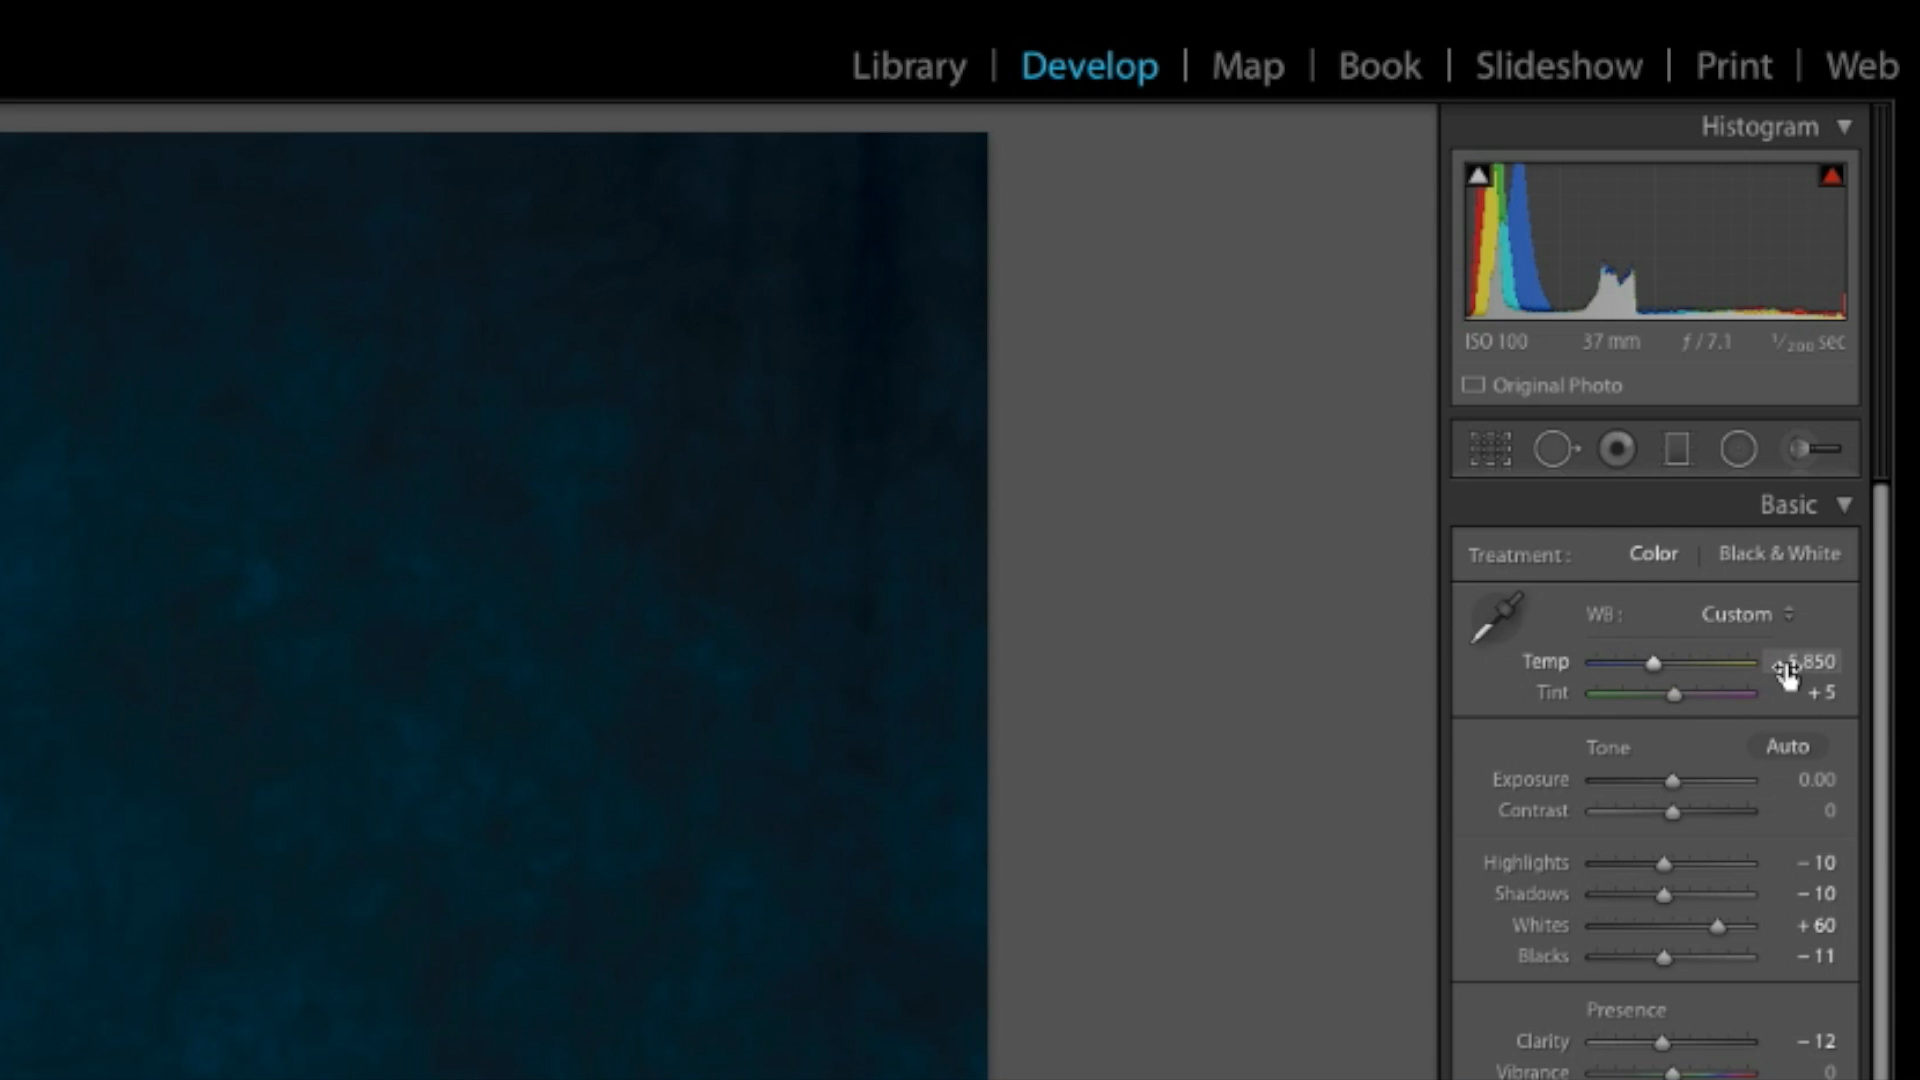 Library | Develop | Map | Book | Slideshow | Print | Web
Histogram
ISO 100 37 mm ƒ / 7.1 1/200 sec
Original Photo
Basic
Treatment : Color | Black & White
WB : Custom
Temp
Tint + 5
Tone Auto
Exposure 0.00
Contrast 0
Highlights – 10
Shadows – 10
Whites + 60
Blacks – 11
Presence
Clarity – 12
Vibrance 0